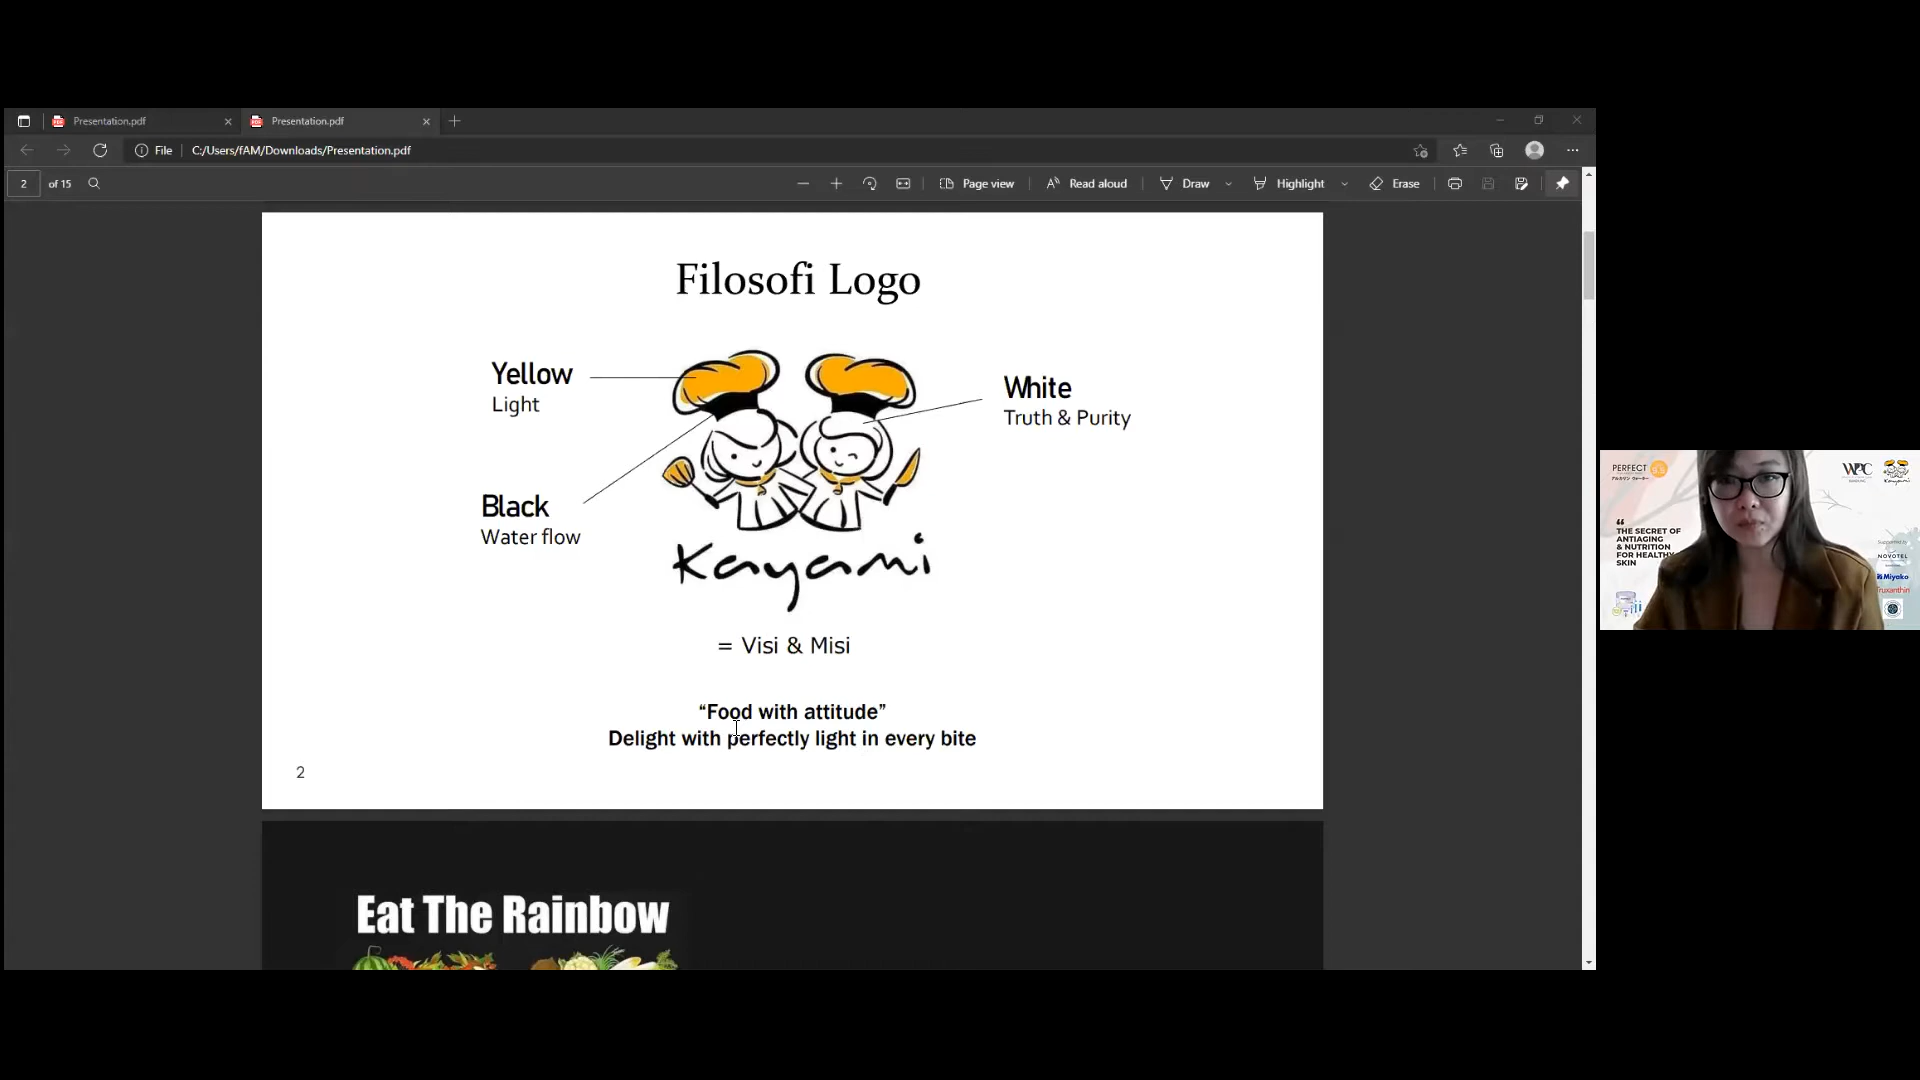 Presentation.pdf
Presentation.pdf
File
C:/Users/fAM/Downloads/Presentation.pdf
2 of 15
Page view
Read aloud
Draw
Highlight
Erase
Filosofi Logo
Yellow
Light
White
Truth & Purity
Black
Water flow
Kayami
= Visi & Misi
“Food with attitude”
Delight with perfectly light in every bite
2
Eat The Rainbow
PERFECT
WPC
Kayami
“
THE SECRET OF
ANTIAGING
& NUTRITION
FOR HEALTHY
SKIN
Supported by
NOVOTEL
Miyako